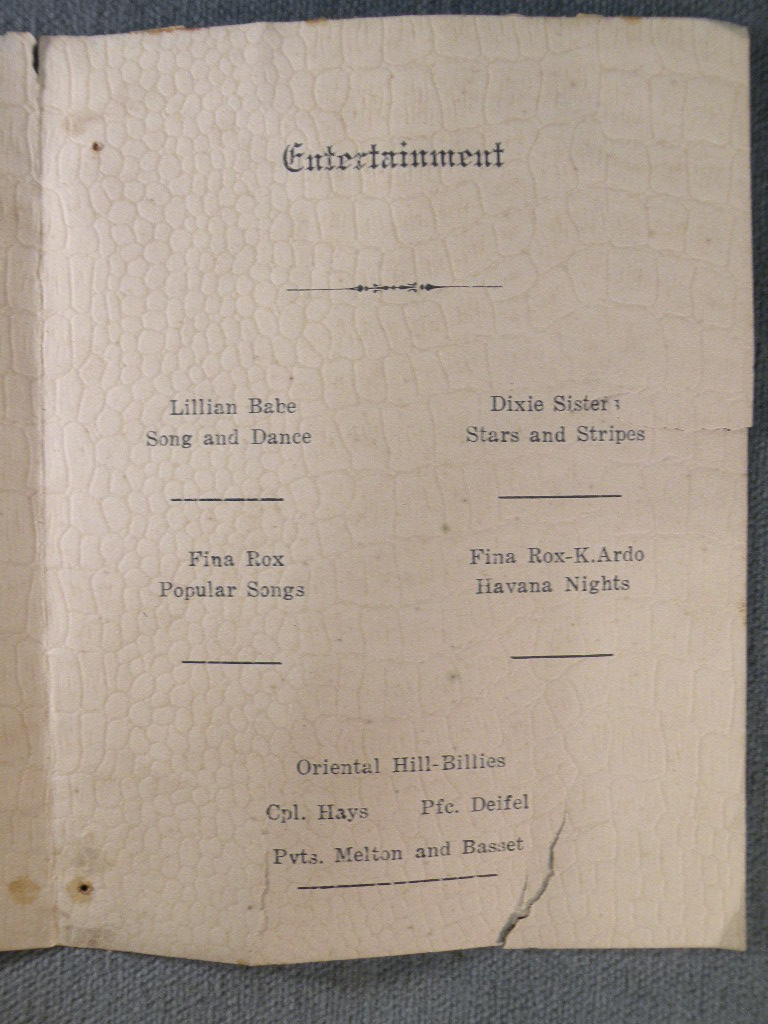 Entertainment
Lillian Babe
Song and Dance
Dixie Sisters
Stars and Stripes
Fina Rox
Popular Songs
Fina Rox-K.Ardo
Havana Nights
Oriental Hill-Billies
Cpl. Hays Pfc. Deifel
Pvts. Melton and Basset